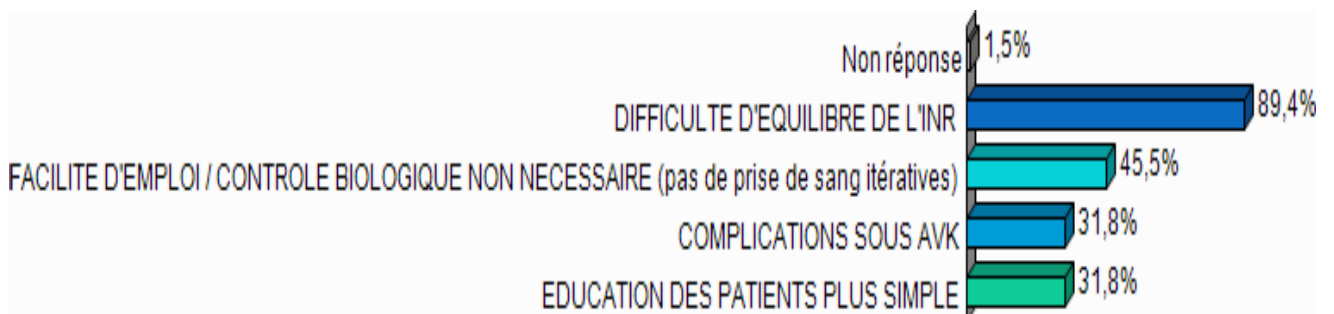 Non réponse 1,5%
DIFFICULTE D'EQUILIBRE DE L'INR 89,4%
FACILITE D'EMPLOI / CONTROLE BIOLOGIQUE NON NECESSAIRE (pas de prise de sang itératives) 45,5%
COMPLICATIONS SOUS AVK 31,8%
EDUCATION DES PATIENTS PLUS SIMPLE 31,8%